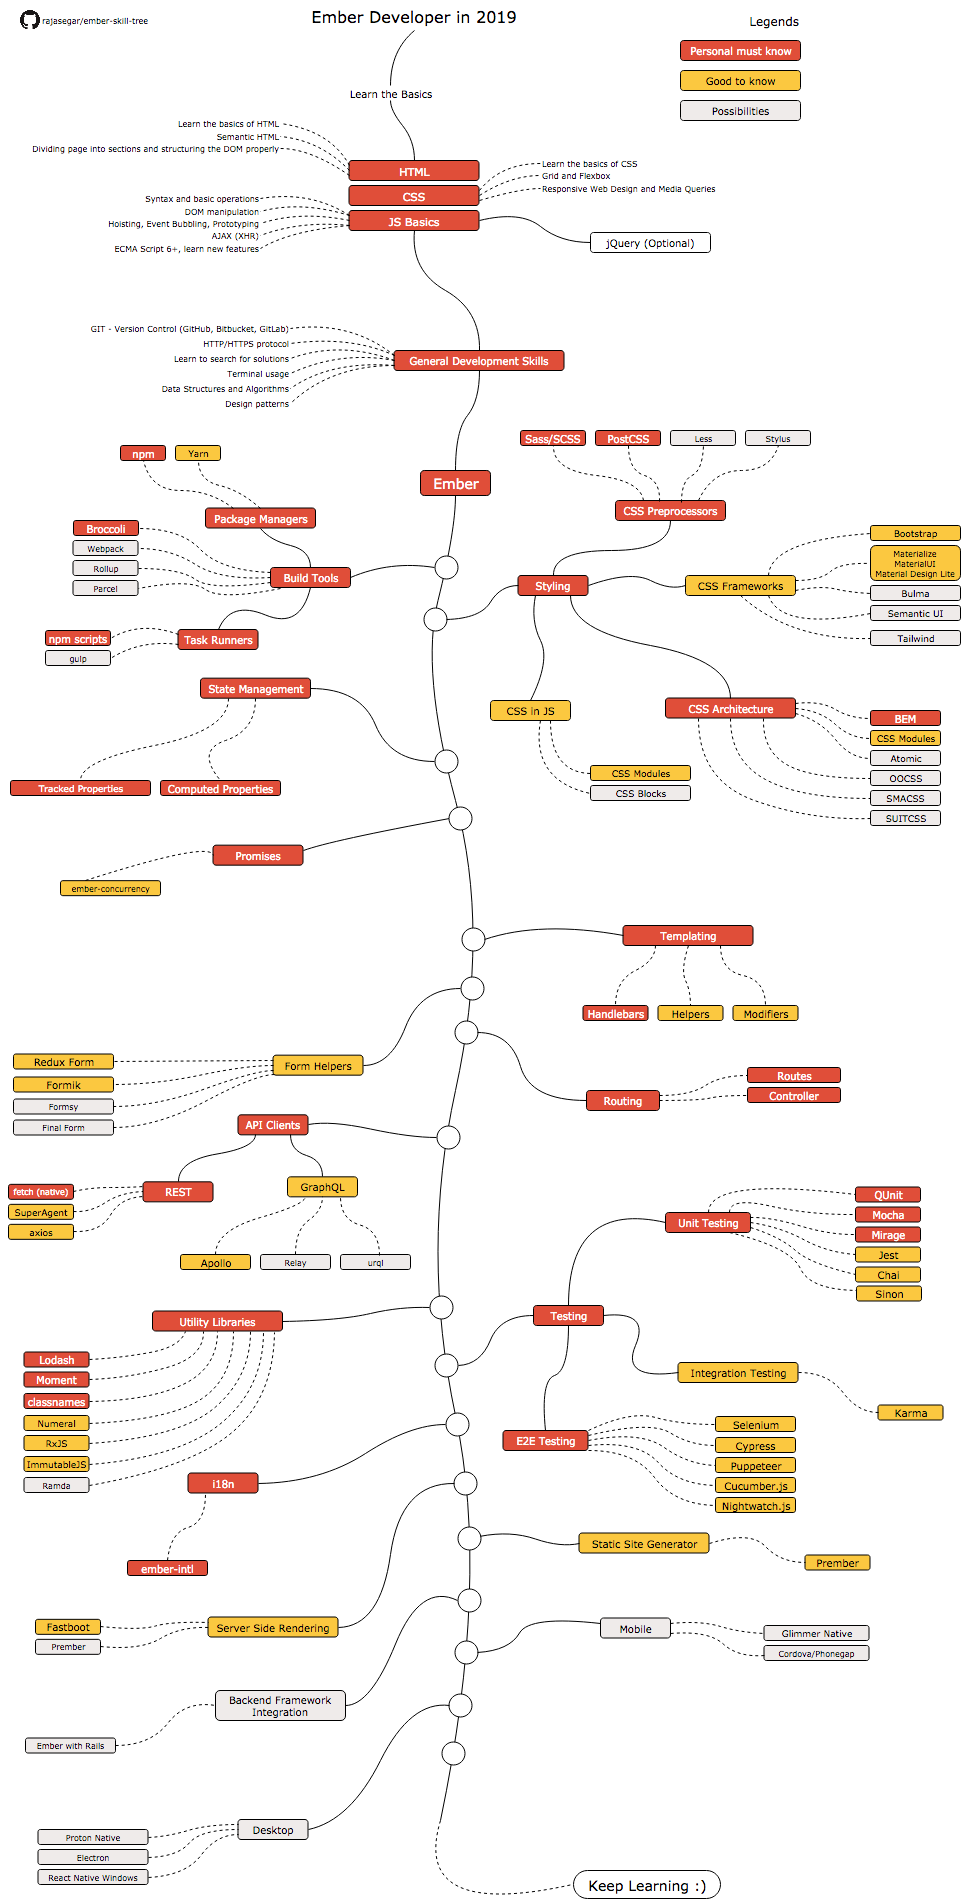 rajasegar/ember-skill-tree
Ember Developer in 2019
Legends
Personal must know
Good to know
Possibilities
Learn the Basics
Learn the basics of HTML
Semantic HTML
Dividing page into sections and structuring the DOM properly
HTML
CSS
JS Basics
Learn the basics of CSS
Grid and Flexbox
Responsive Web Design and Media Queries
Syntax and basic operations
DOM manipulation
Hoisting, Event Bubbling, Prototyping
AJAX (XHR)
ECMA Script 6+, learn new features
jQuery (Optional)
GIT - Version Control (GitHub, Bitbucket, GitLab)
HTTP/HTTPS protocol
Learn to search for solutions
Terminal usage
Data Structures and Algorithms
Design patterns
General Development Skills
Ember
npm
Yarn
Package Managers
Broccoli
Webpack
Rollup
Parcel
Build Tools
npm scripts
gulp
Task Runners
Sass/SCSS
PostCSS
Less
Stylus
CSS Preprocessors
Styling
CSS Frameworks
Bootstrap
Materialize
MaterialUI
Material Design Lite
Bulma
Semantic UI
Tailwind
CSS in JS
CSS Modules
CSS Blocks
CSS Architecture
BEM
CSS Modules
Atomic
OOCSS
SMACSS
SUITCSS
State Management
Tracked Properties
Computed Properties
Promises
ember-concurrency
Templating
Handlebars
Helpers
Modifiers
Form Helpers
Redux Form
Formik
Formsy
Final Form
Routing
Routes
Controller
API Clients
REST
fetch (native)
SuperAgent
axios
GraphQL
Apollo
Relay
urql
Unit Testing
QUnit
Mocha
Mirage
Jest
Chai
Sinon
Testing
Integration Testing
Karma
E2E Testing
Selenium
Cypress
Puppeteer
Cucumber.js
Nightwatch.js
Utility Libraries
Lodash
Moment
classnames
Numeral
RxJS
ImmutableJS
Ramda
i18n
ember-intl
Static Site Generator
Prember
Server Side Rendering
Fastboot
Prember
Mobile
Glimmer Native
Cordova/Phonegap
Backend Framework
Integration
Ember with Rails
Desktop
Proton Native
Electron
React Native Windows
Keep Learning :)